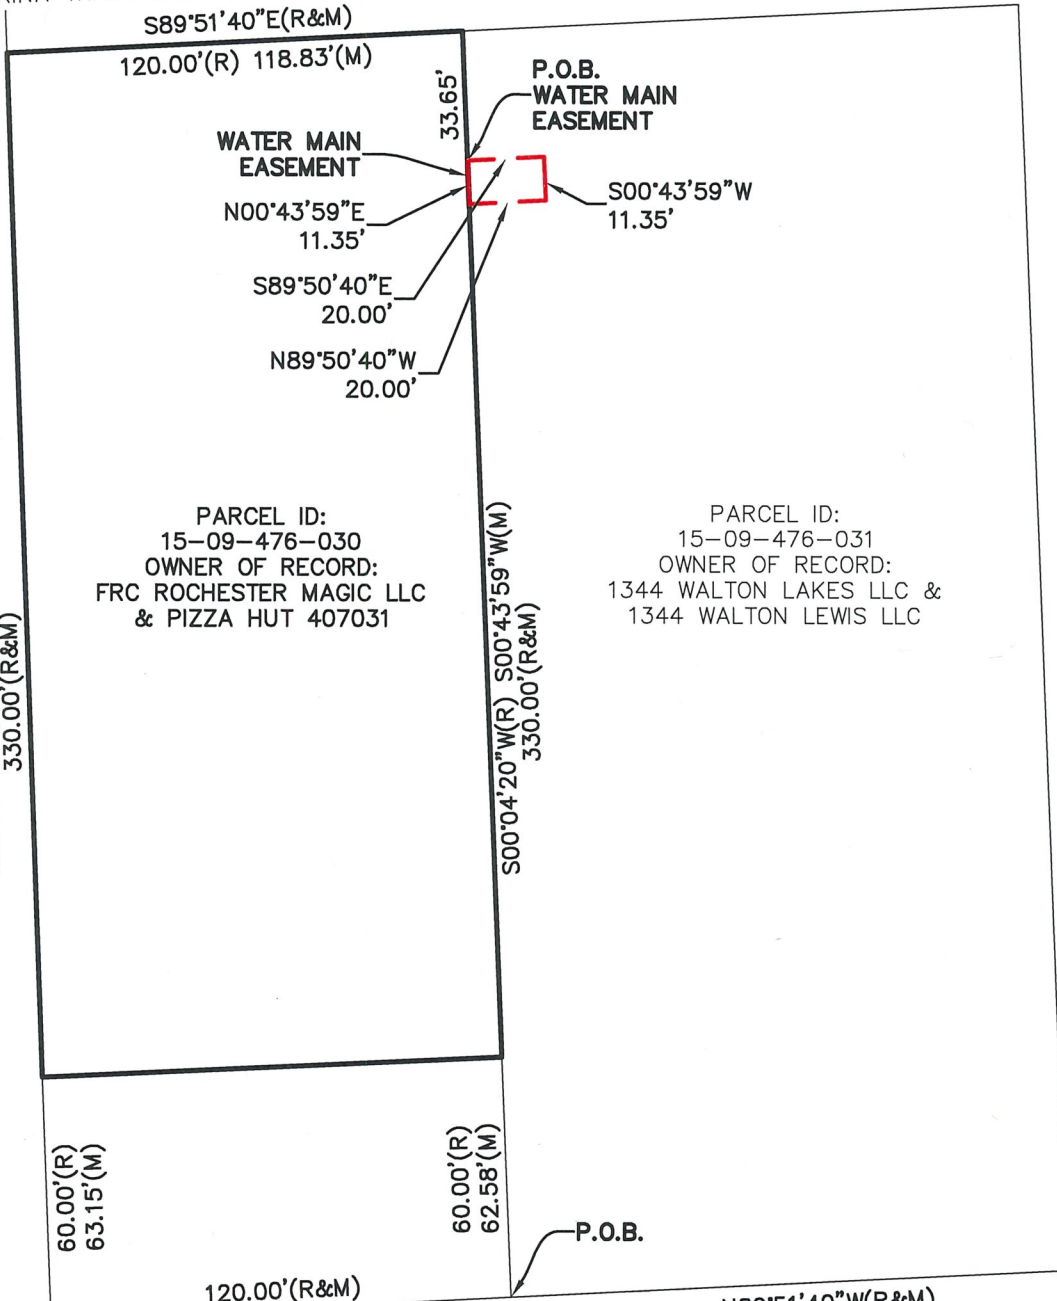 S89°51'40"E(R&M)
120.00'(R) 118.83'(M)
33.65'
P.O.B.
WATER MAIN
EASEMENT
WATER MAIN
EASEMENT
N00°43'59"E
11.35'
S00°43'59"W
11.35'
S89°50'40"E
20.00'
N89°50'40"W
20.00'
PARCEL ID:
15-09-476-030
OWNER OF RECORD:
FRC ROCHESTER MAGIC LLC
& PIZZA HUT 407031
PARCEL ID:
15-09-476-031
OWNER OF RECORD:
1344 WALTON LAKES LLC &
1344 WALTON LEWIS LLC
330.00'(R&M)
S00°04'20"W(R) S00°43'59"W(M)
330.00'(R&M)
60.00'(R)
63.15'(M)
60.00'(R)
62.58'(M)
P.O.B.
120.00'(R&M)
51'40"W(R&M)